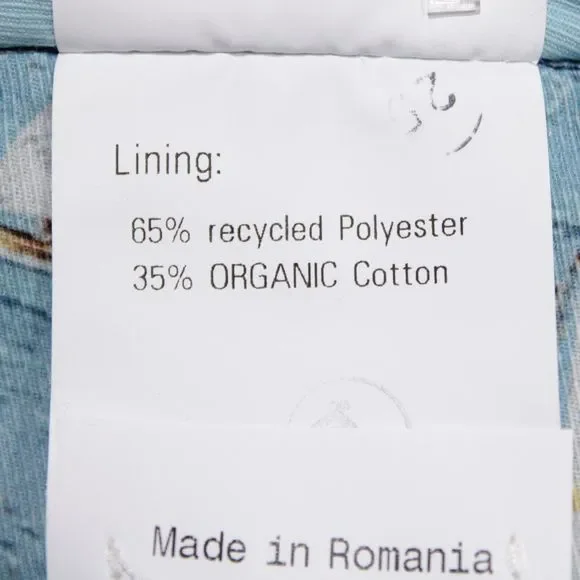 Lining:
65% recycled Polyester
35% ORGANIC Cotton
Made in Romania